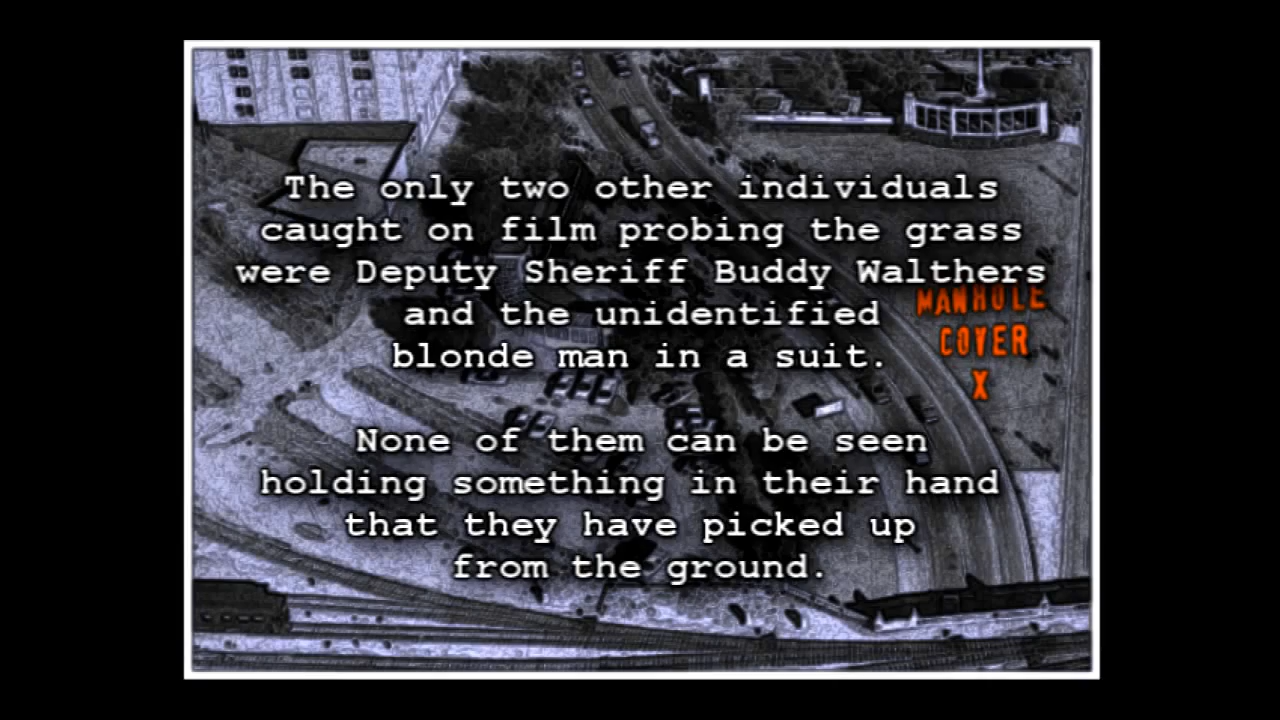 The only two other individuals
caught on film probing the grass
were Deputy Sheriff Buddy Walthers
and the unidentified
blonde man in a suit.
None of them can be seen
holding something in their hand
that they have picked up
from the ground.
MANHOLE
COVER
X